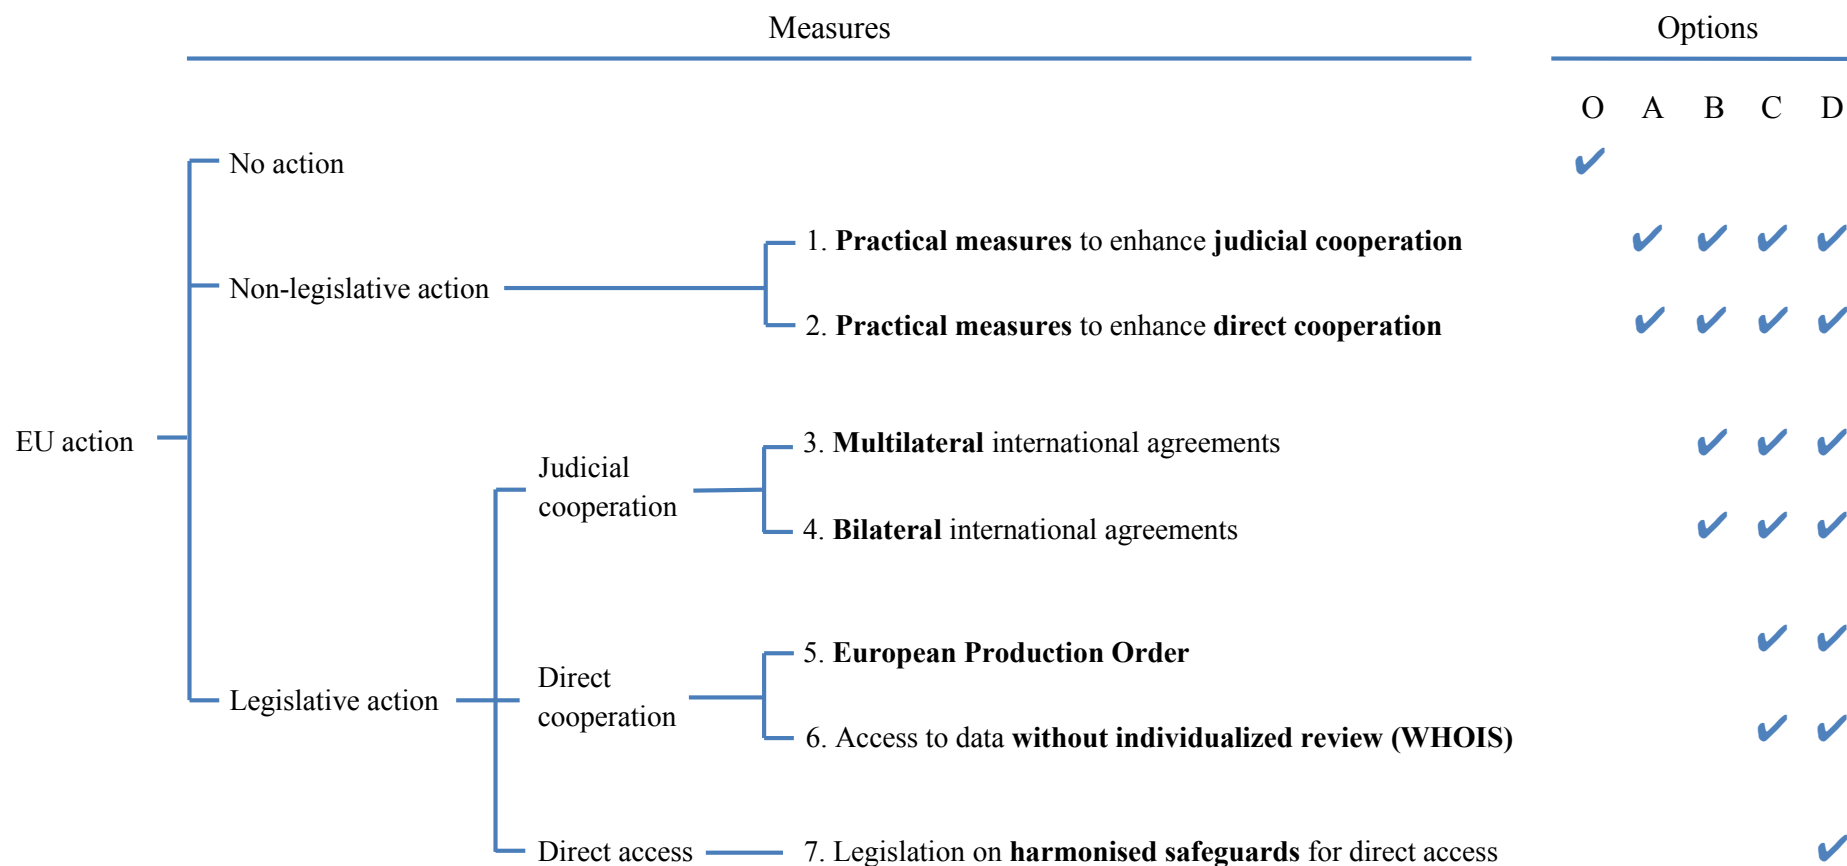 Measures Options
O A B C D
No action ✔
1. Practical measures to enhance judicial cooperation ✔ ✔ ✔ ✔
Non-legislative action
2. Practical measures to enhance direct cooperation ✔ ✔ ✔ ✔
EU action
3. Multilateral international agreements ✔ ✔ ✔
Judicial
cooperation
4. Bilateral international agreements ✔ ✔ ✔
5. European Production Order ✔ ✔
Direct
cooperation
Legislative action
6. Access to data without individualized review (WHOIS) ✔ ✔
Direct access
7. Legislation on harmonised safeguards for direct access ✔